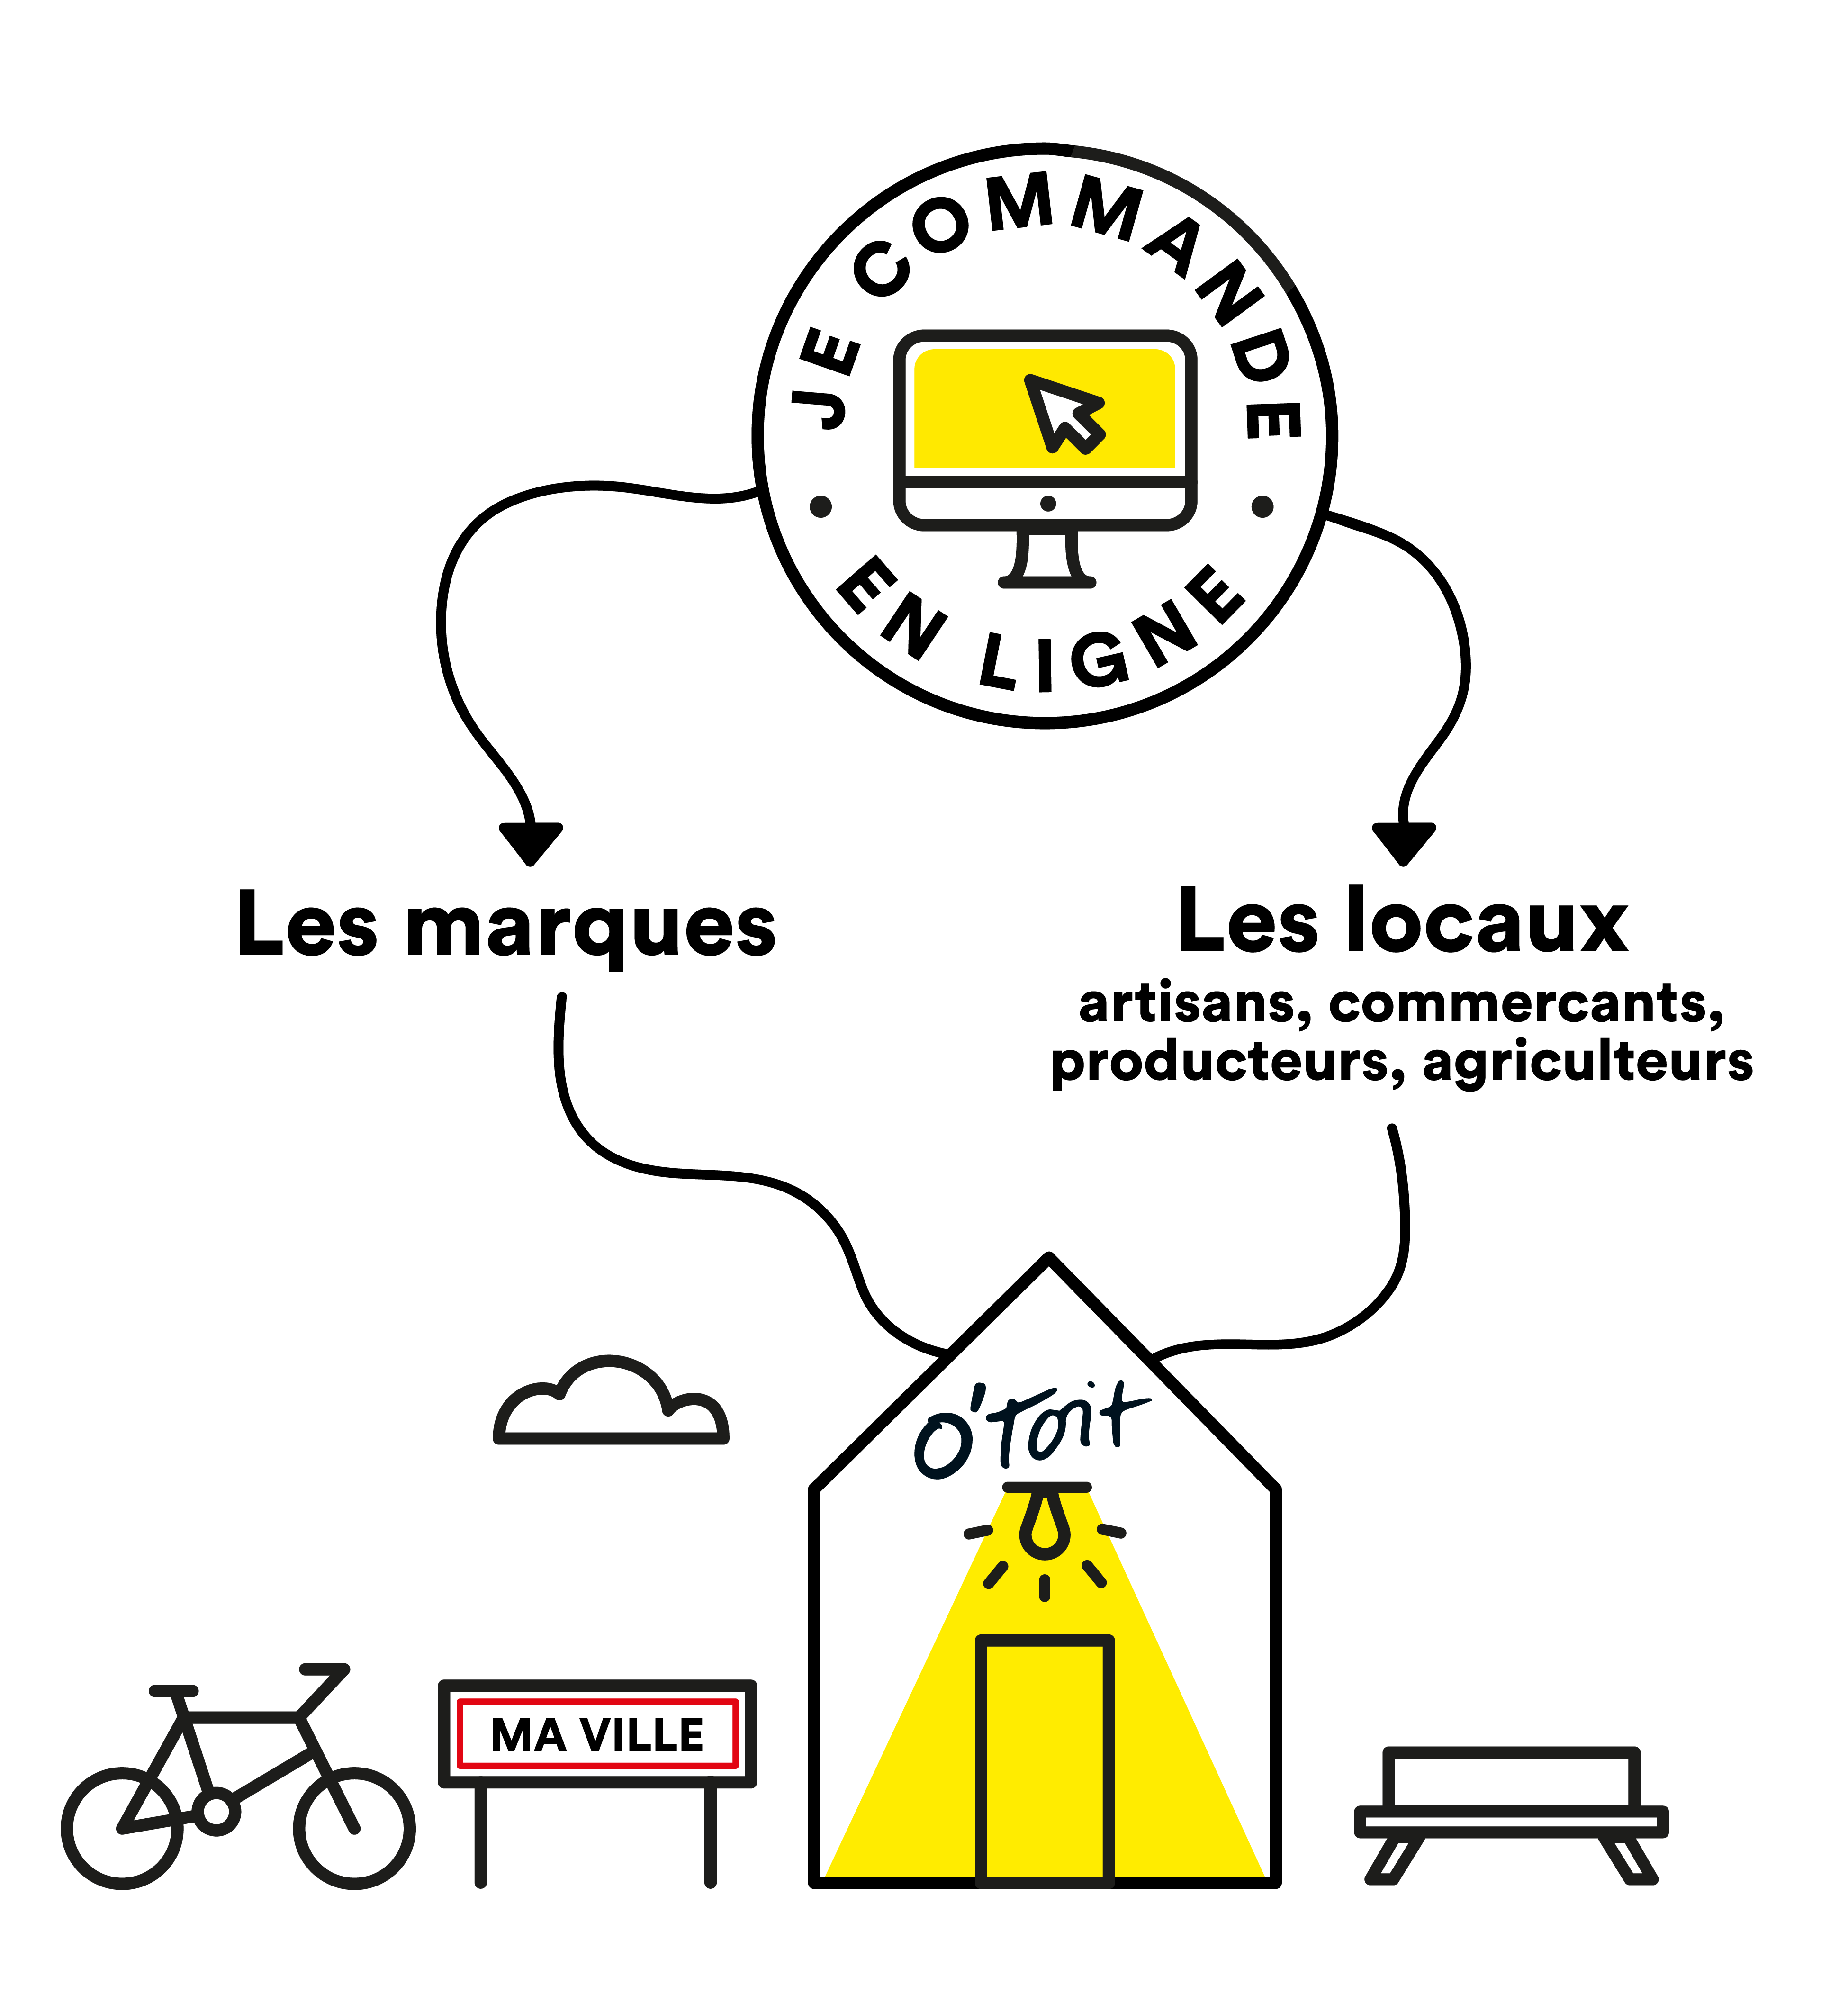 JE COMMANDE
EN LIGNE
Les marques
Les locaux
artisans, commercants,
producteurs, agriculteurs
o'Toit
MA VILLE